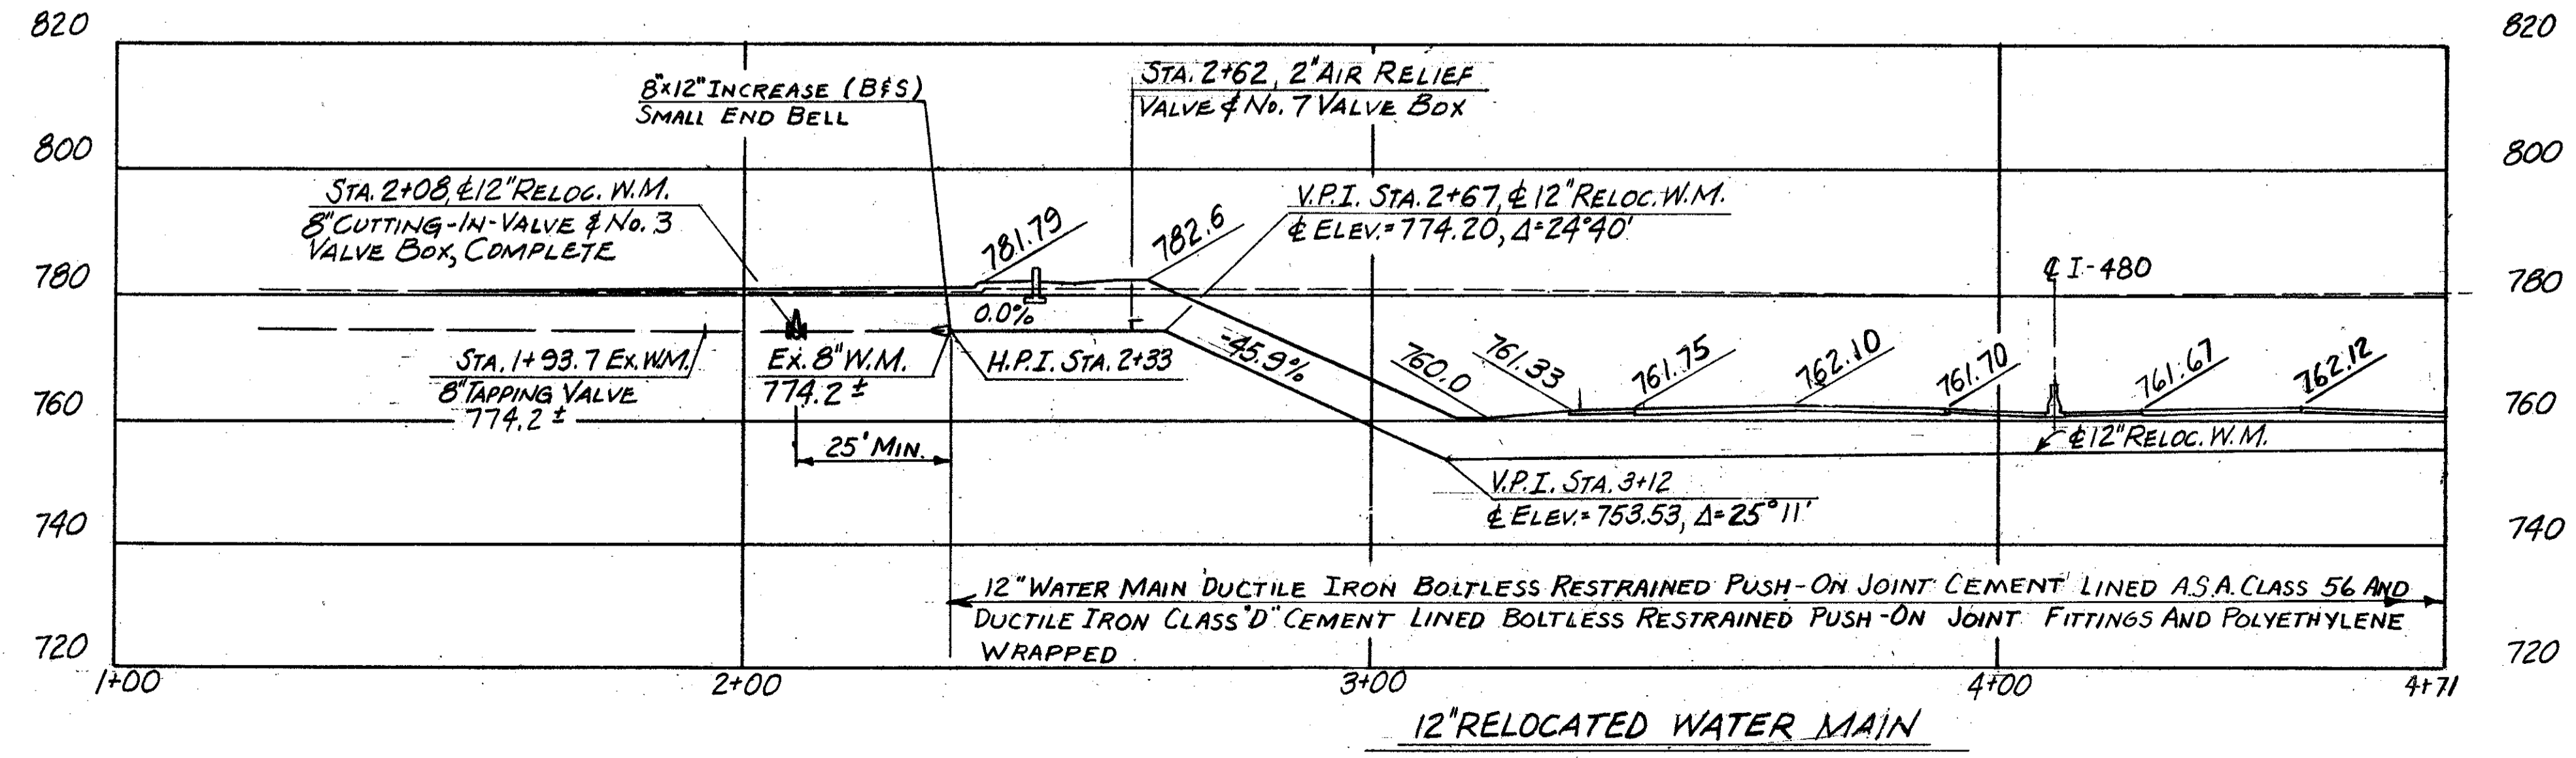 820
820
8"x12" INCREASE (B&S)
SMALL END BELL
STA. 2+62, 2" AIR RELIEF
VALVE & No. 7 VALVE BOX
800
800
STA. 2+08, ℄ 12" RELOC. W.M.
8" CUTTING-IN-VALVE & No. 3
VALVE BOX, COMPLETE
V.P.I. STA. 2+67, ℄ 12" RELOC. W.M.
℄ ELEV.= 774.20, Δ=24°40'
781.79
782.6
℄ I-480
780
780
0.0%
STA. 1+93.7 EX. W.M.
8" TAPPING VALVE
774.2 ±
EX. 8" W.M.
774.2 ±
H.P.I. STA. 2+33
-45.9%
760.0
761.33
761.75
762.10
761.70
761.67
762.12
760
760
25' MIN.
℄ 12" RELOC. W.M.
V.P.I. STA. 3+12
℄ ELEV.= 753.53, Δ=25°11'
740
740
12" WATER MAIN DUCTILE IRON BOLTLESS RESTRAINED PUSH-ON JOINT CEMENT LINED A.S.A. CLASS 56 AND
DUCTILE IRON CLASS "D" CEMENT LINED BOLTLESS RESTRAINED PUSH-ON JOINT FITTINGS AND POLYETHYLENE
WRAPPED
720
720
1+00
2+00
3+00
4+00
4+71
12" RELOCATED WATER MAIN